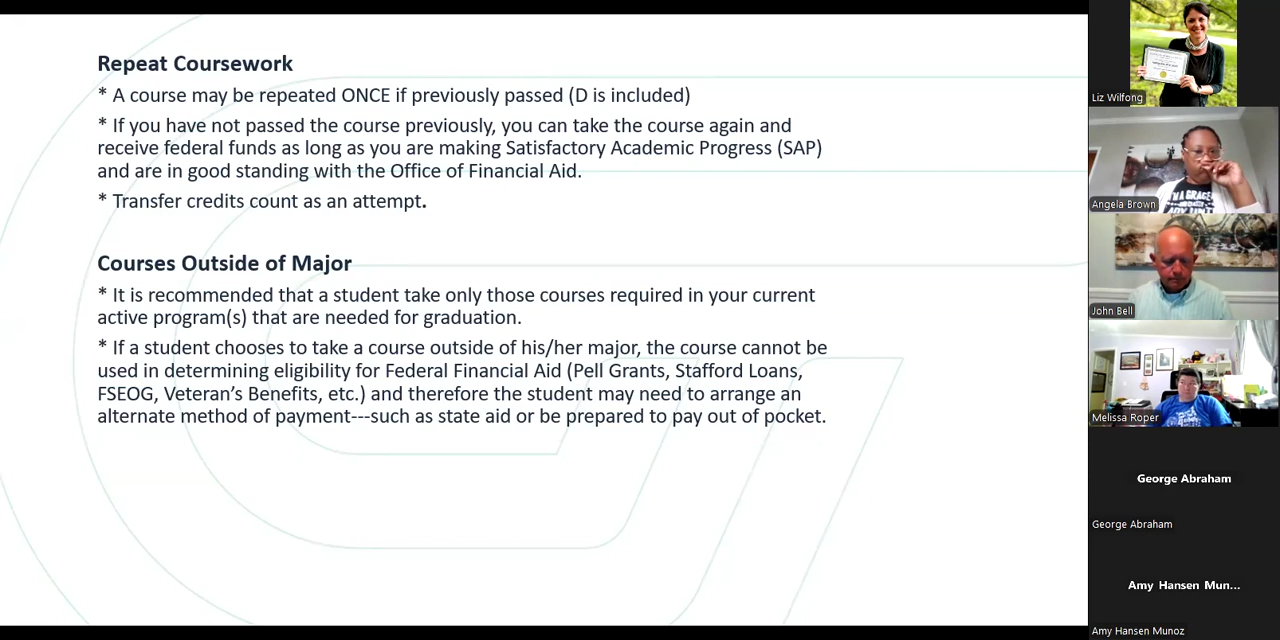 Repeat Coursework
* A course may be repeated ONCE if previously passed (D is included)
* If you have not passed the course previously, you can take the course again and
receive federal funds as long as you are making Satisfactory Academic Progress (SAP)
and are in good standing with the Office of Financial Aid.
* Transfer credits count as an attempt.
Courses Outside of Major
* It is recommended that a student take only those courses required in your current
active program(s) that are needed for graduation.
* If a student chooses to take a course outside of his/her major, the course cannot be
used in determining eligibility for Federal Financial Aid (Pell Grants, Stafford Loans,
FSEOG, Veteran's Benefits, etc.) and therefore the student may need to arrange an
alternate method of payment---such as state aid or be prepared to pay out of pocket.
Liz Wilfong
Angela Brown
John Bell
Melissa Roper
George Abraham
George Abraham
Amy Hansen Mun...
Amy Hansen Munoz